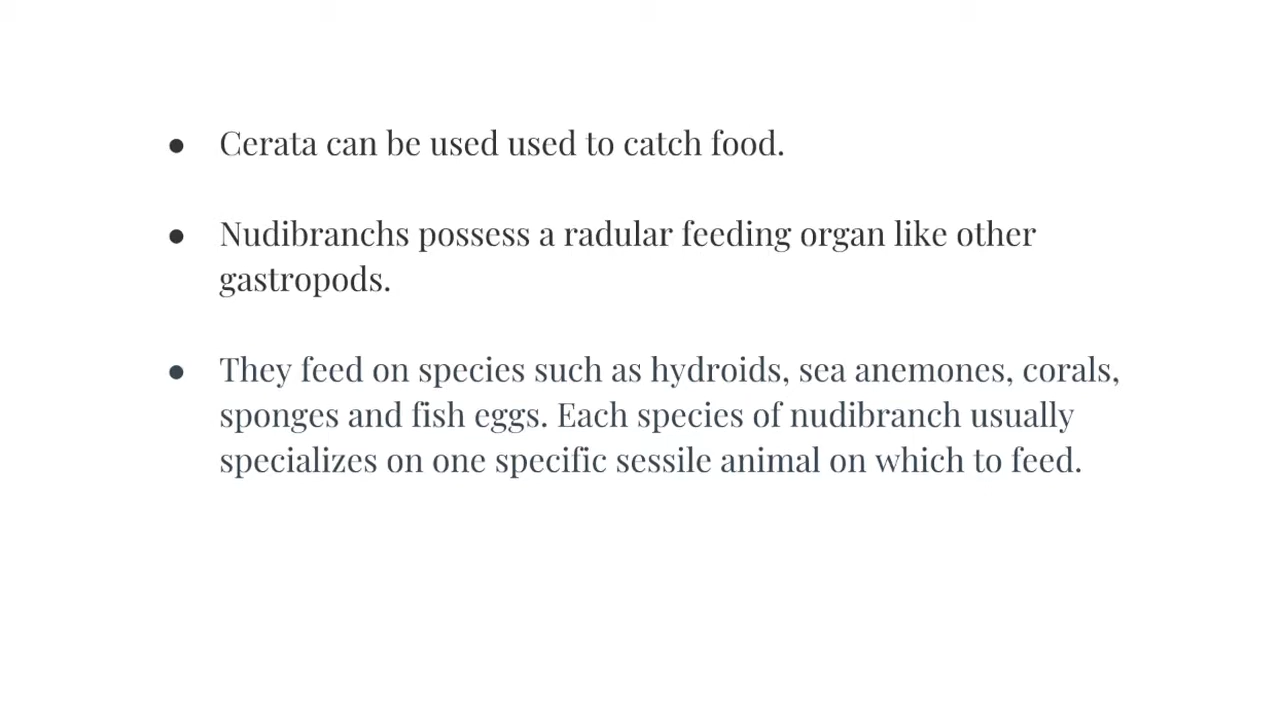 ● Cerata can be used used to catch food.
● Nudibranchs possess a radular feeding organ like other
gastropods.
● They feed on species such as hydroids, sea anemones, corals,
sponges and fish eggs. Each species of nudibranch usually
specializes on one specific sessile animal on which to feed.